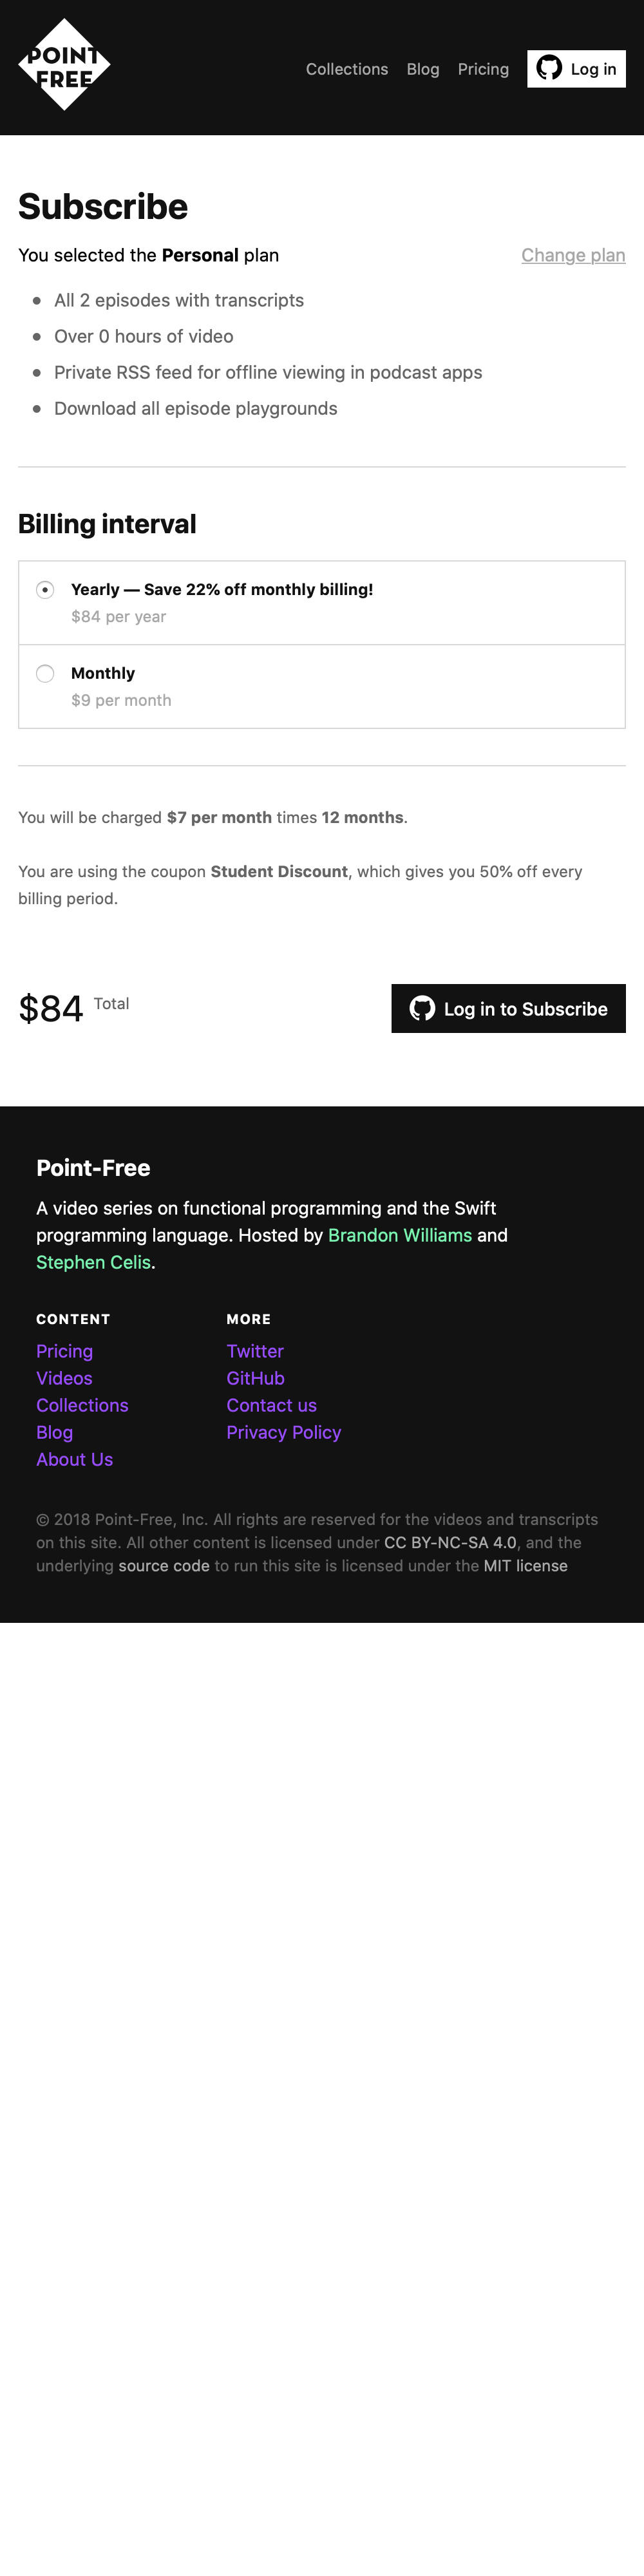 POINT
FREE
Collections Blog Pricing Log in
Subscribe
You selected the Personal plan Change plan
All 2 episodes with transcripts
Over 0 hours of video
Private RSS feed for offline viewing in podcast apps
Download all episode playgrounds
Billing interval
Yearly — Save 22% off monthly billing!
$84 per year
Monthly
$9 per month
You will be charged $7 per month times 12 months.
You are using the coupon Student Discount, which gives you 50% off every
billing period.
$84 Total Log in to Subscribe
Point-Free
A video series on functional programming and the Swift
programming language. Hosted by Brandon Williams and
Stephen Celis.
CONTENT MORE
Pricing Twitter
Videos GitHub
Collections Contact us
Blog Privacy Policy
About Us
© 2018 Point-Free, Inc. All rights are reserved for the videos and transcripts
on this site. All other content is licensed under CC BY-NC-SA 4.0, and the
underlying source code to run this site is licensed under the MIT license